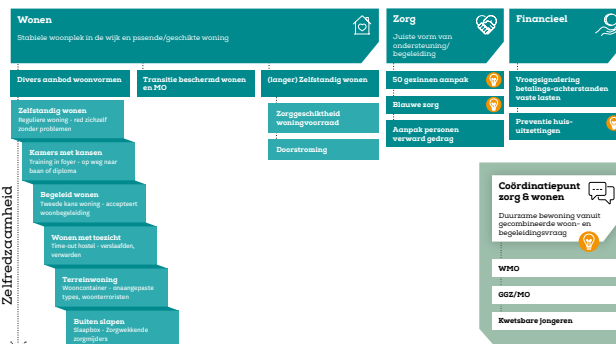 Wonen
Stabiele woonplek in de wijk en pssende/geschikte woning
Divers aanbod woonvormen
Transitie beschermd wonen
en MO
(langer) Zelfstandig wonen
Zelfstandig wonen
Reguliere woning - red zichzelf
zonder problemen
Kamers met kansen
Training in foyer - op weg naar
baan of diploma
Begeleid wonen
Tweede kans woning - accepteert
woonbegeleiding
Wonen met toezicht
Time-out hostel - verslaafden,
verwarden
Terreinwoning
Wooncontainer - onaangepaste
types, woonterroristen
Buiten slapen
Slaapbox - Zorgwekkende
zorgmijders
Zorggeschiktheid
woningvoorraad
Doorstroming
Zelfredzaamheid
Zorg
Juiste vorm van
ondersteuning/
begeleiding
50 gezinnen aanpak
Blauwe zorg
Aanpak personen
verward gedrag
Financieel
Vroegsignalering
betalings-achterstanden
vaste lasten
Preventie huis-
uitzettingen
Coördinatiepunt
zorg & wonen
Duurzame bewoning vanuit
gecombineerde woon- en
begeleidingsvraag
WMO
GGZ/MO
Kwetsbare jongeren